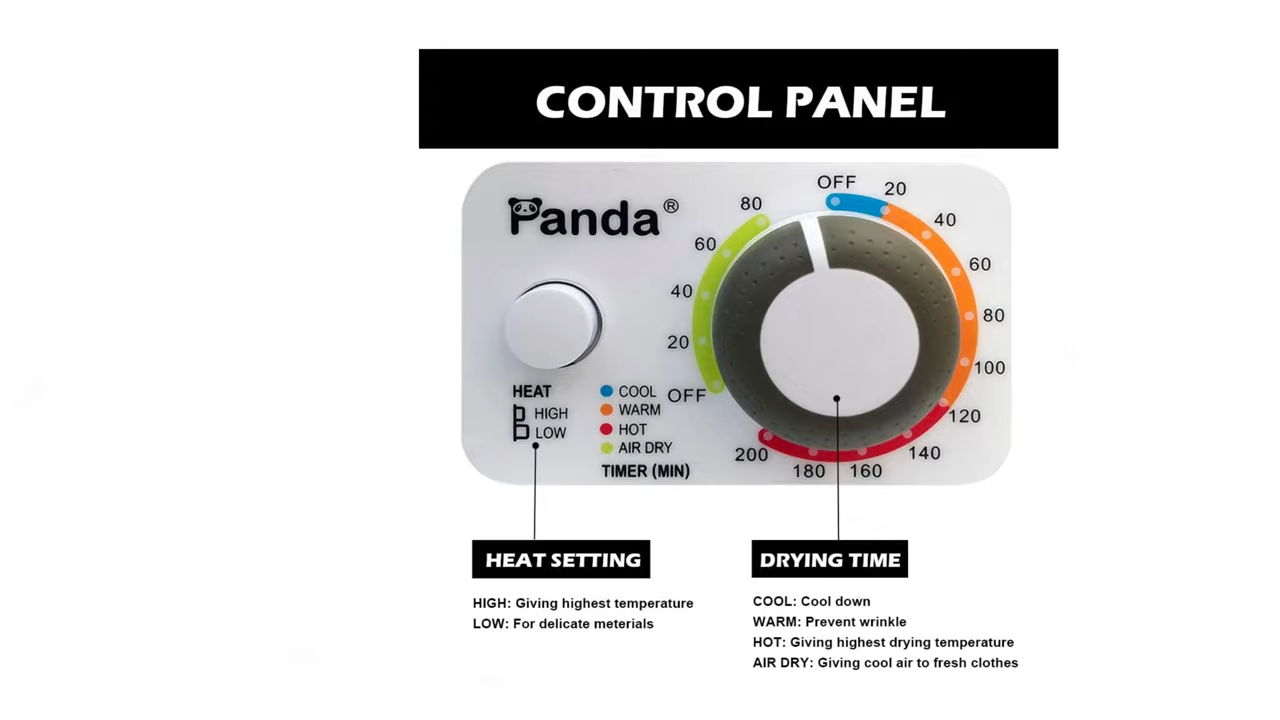 CONTROL PANEL
Panda®
OFF
20
40
60
80
100
120
140
160
180
200
OFF
20
40
60
80
HEAT
HIGH
LOW
COOL
WARM
HOT
AIR DRY
TIMER (MIN)
HEAT SETTING
HIGH: Giving highest temperature
LOW: For delicate meterials
DRYING TIME
COOL: Cool down
WARM: Prevent wrinkle
HOT: Giving highest drying temperature
AIR DRY: Giving cool air to fresh clothes